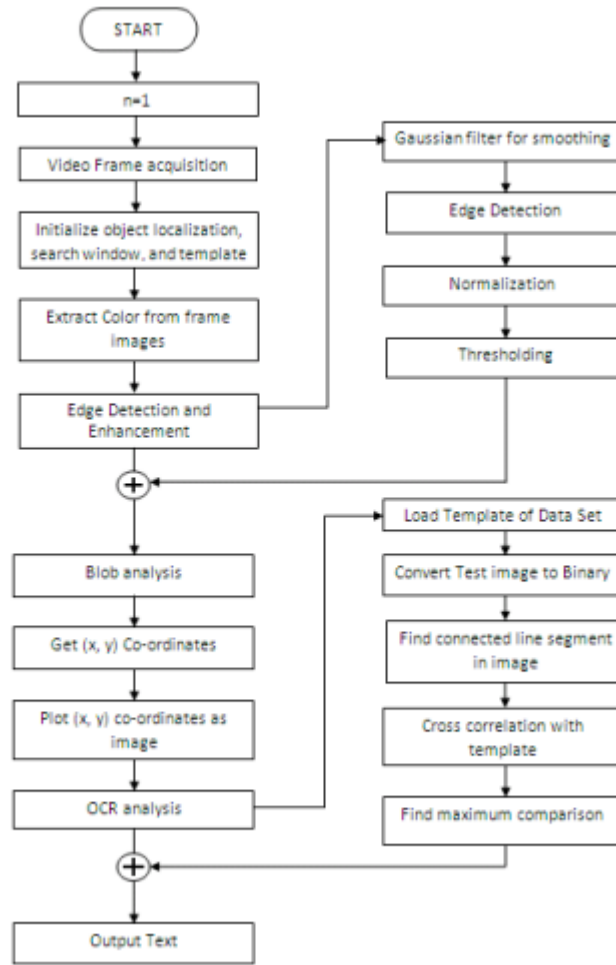 START
n=1
Video Frame acquisition
Initialize object localization,
search window, and template
Extract Color from frame
images
Edge Detection and
Enhancement
+
Blob analysis
Get (x, y) Co-ordinates
Plot (x, y) co-ordinates as
image
OCR analysis
+
Output Text
Gaussian filter for smoothing
Edge Detection
Normalization
Thresholding
Load Template of Data Set
Convert Test image to Binary
Find connected line segment
in image
Cross correlation with
template
Find maximum comparison